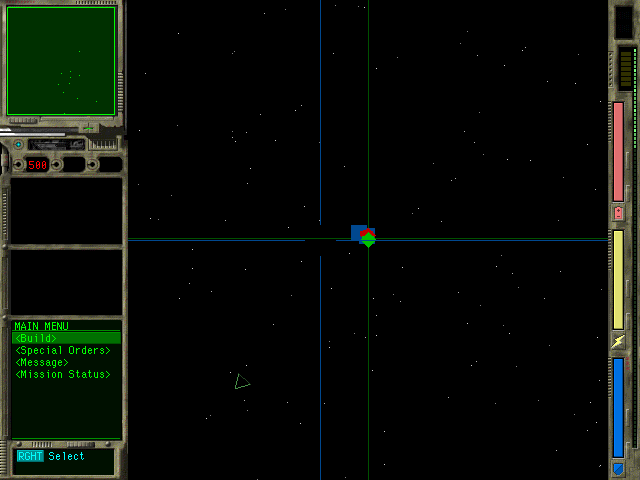 500
MAIN MENU
<Build>
<Special Orders>
<Message>
<Mission Status>
RGHT Select